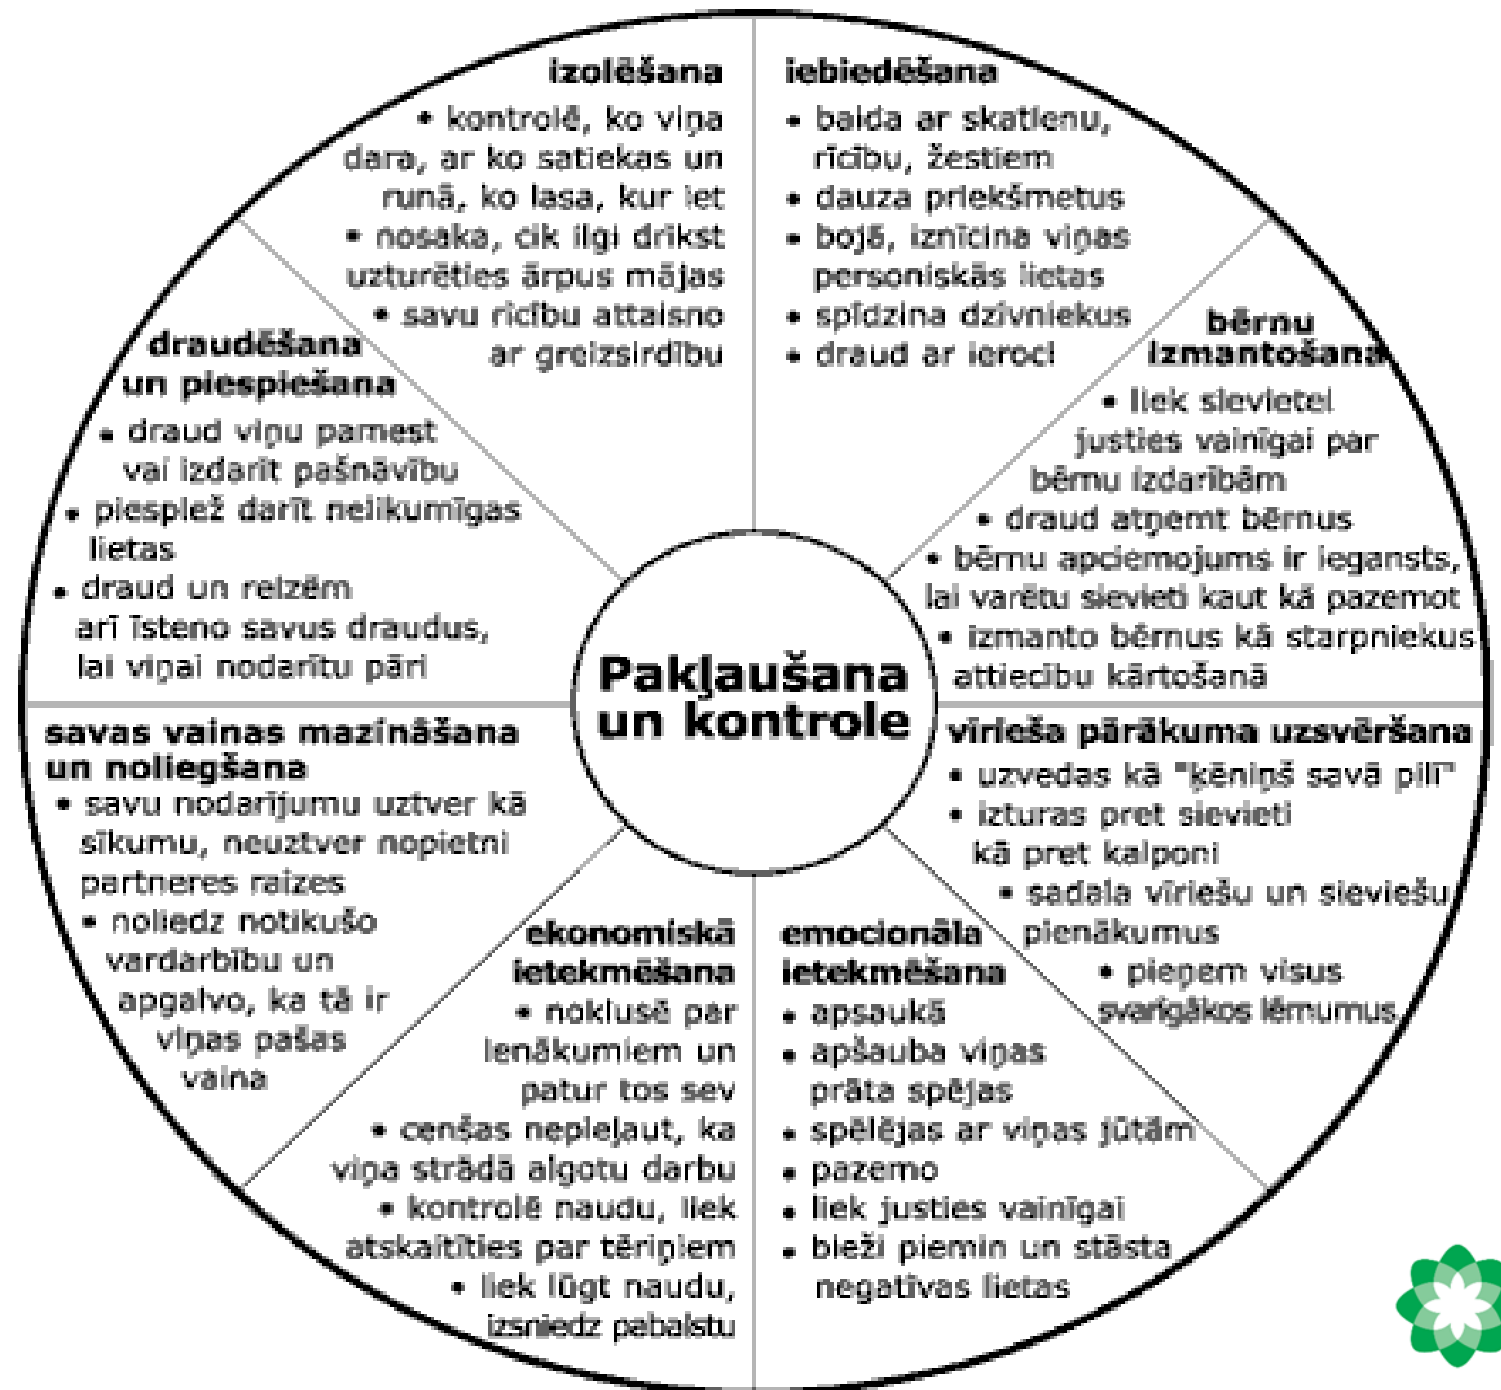 izolēšana
• kontrolē, ko viņa
dara, ar ko satiekas un
runā, ko lasa, kur iet
• nosaka, cik ilgi drīkst
uzturēties ārpus mājas
• savu rīcību attaisno
ar greizsirdību
iebiedēšana
• baida ar skatienu,
rīcību, žestiem
• dauza priekšmetus
• bojā, iznīcina viņas
personiskās lietas
• spīdzina dzīvniekus
• draud ar ieroci
bērnu
izmantošana
• liek sievietei
justies vainīgai par
bērnu izdarībām
• draud atņemt bērnus
• bērnu apciemojums ir iegansts,
lai varētu sievieti kaut kā pazemot
• izmanto bērnus kā starpniekus
attiecību kārtošanā
vīrieša pārākuma uzsvēršana
• uzvedas kā "ķēniņš savā pilī"
• izturas pret sievieti
kā pret kalponi
• sadala vīriešu un sieviešu
pienākumus
• pieņem visus
svarīgākos lēmumus
emocionāla
ietekmēšana
• apsaukā
• apšauba viņas
prāta spējas
• spēlējas ar viņas jūtām
• pazemo
• liek justies vainīgai
• bieži piemin un stāsta
negatīvas lietas
ekonomiskā
ietekmēšana
• noklusē par
ienākumiem un
patur tos sev
• cenšas nepieļaut, ka
viņa strādā algotu darbu
• kontrolē naudu, liek
atskaitīties par tēriņiem
• liek lūgt naudu,
izsniedz pabalstu
savas vainas mazināšana
un noliegšana
• savu nodarījumu uztver kā
sīkumu, neuztver nopietni
partneres raizes
• noliedz notikušo
vardarbību un
apgalvo, ka tā ir
viņas pašas
vaina
draudēšana
un piespiešana
• draud viņu pamest
vai izdarīt pašnāvību
• piespiež darīt nelikumīgas
lietas
• draud un reizēm
arī īsteno savus draudus,
lai viņai nodarītu pāri
Pakļaušana
un kontrole